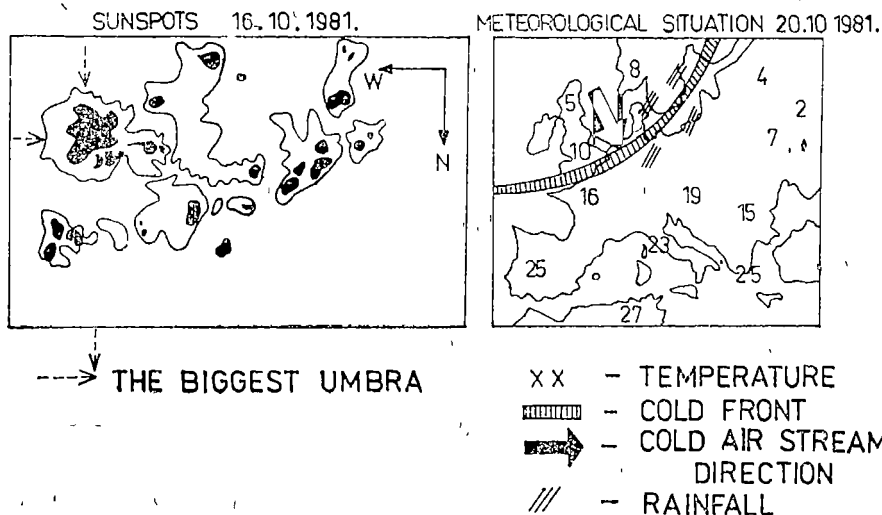 SUNSPOTS 16.10.1981.
METEOROLOGICAL SITUATION 20.10 1981.
W
N
8
4
5
2
7
10
16
19
15
23
25
25
27
THE BIGGEST UMBRA
XX – TEMPERATURE
– COLD FRONT
– COLD AIR STREAM
DIRECTION
– RAINFALL